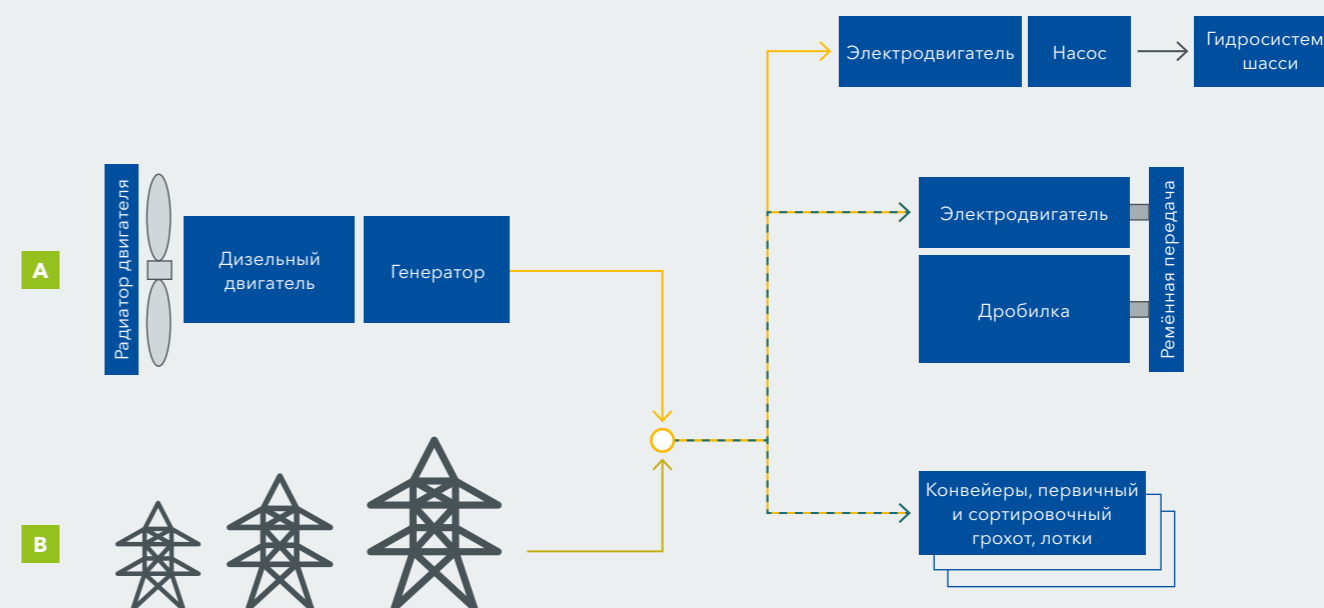 Электродвигатель
Насос
Гидросистем
шасси
Радиатор двигателя
Дизельный
двигатель
Генератор
Электродвигатель
Дробилка
Ремённая передача
A
B
Конвейеры, первичный
и сортировочный
грохот, лотки